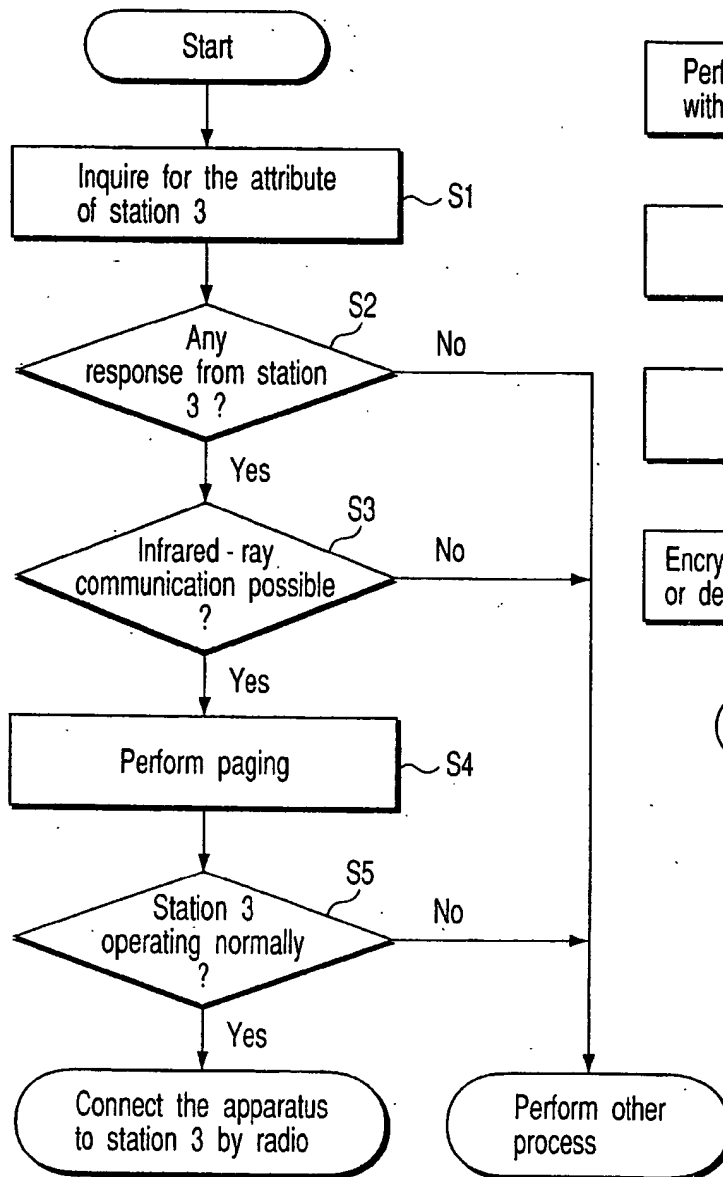 Start
Inquire for the attribute
of station 3
S1
S2
Any
response from station
3 ?
No
Yes
S3
Infrared - ray
communication possible
?
No
Yes
Perform paging
S4
S5
Station 3
operating normally
?
No
Yes
Connect the apparatus
to station 3 by radio
Perform other
process
with